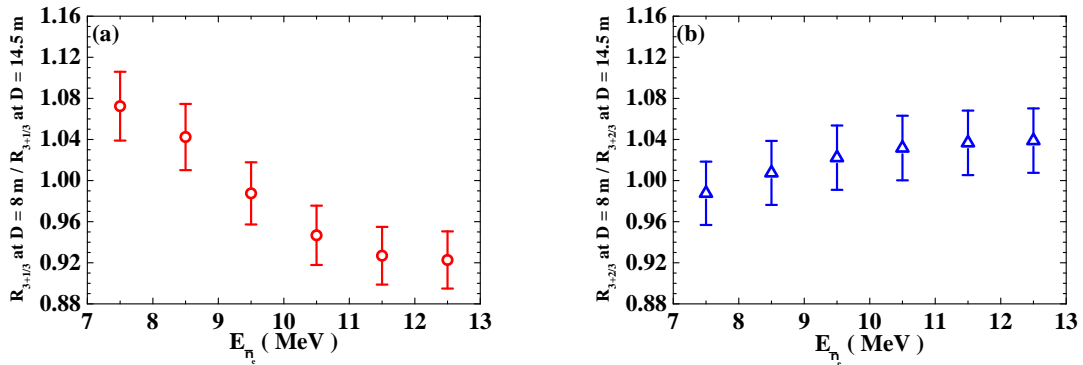 (a)
R3+1/3 at D = 8 m / R3+1/3 at D = 14.5 m
1.16
1.12
1.08
1.04
1.00
0.96
0.92
0.88
7 8 9 10 11 12 13
E n̅s ( MeV )
(b)
R3+2/3 at D = 8 m / R3+2/3 at D = 14.5 m
1.16
1.12
1.08
1.04
1.00
0.96
0.92
0.88
7 8 9 10 11 12 13
E n̅s ( MeV )